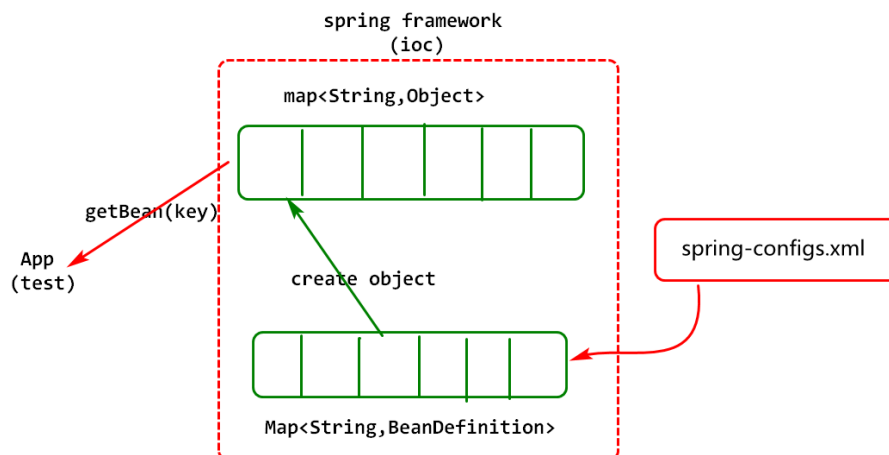 spring framework
(ioc)
map<String,Object>
getBean(key)
App
(test)
create object
spring-configs.xml
Map<String,BeanDefinition>